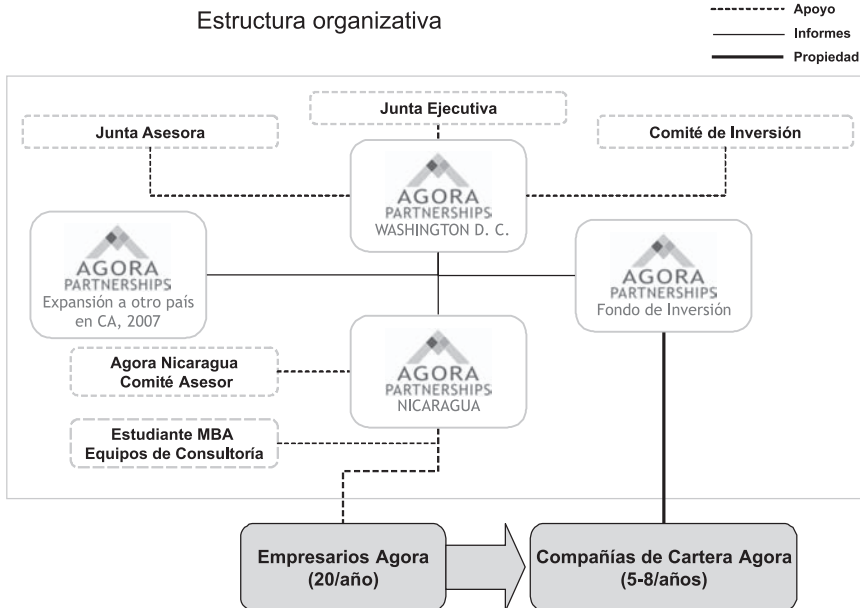 Estructura organizativa
Apoyo
Informes
Propiedad
Junta Ejecutiva
Junta Asesora
Comité de Inversión
AGORA
PARTNERSHIPS
WASHINGTON D. C.
AGORA
PARTNERSHIPS
Expansión a otro país
en CA, 2007
AGORA
PARTNERSHIPS
Fondo de Inversión
AGORA
PARTNERSHIPS
NICARAGUA
Agora Nicaragua
Comité Asesor
Estudiante MBA
Equipos de Consultoría
Empresarios Agora
(20/año)
Compañías de Cartera Agora
(5-8/años)